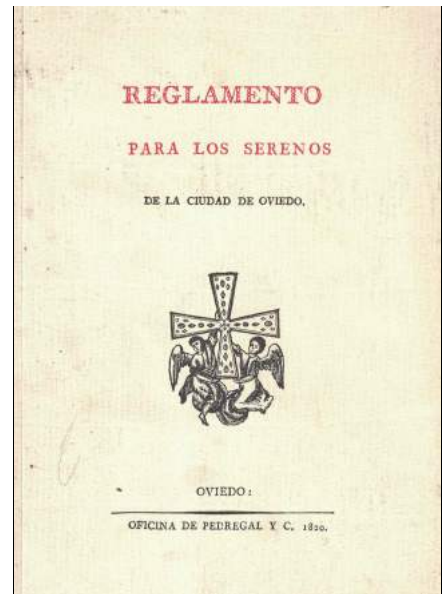 REGLAMENTO
PARA LOS SERENOS
DE LA CIUDAD DE OVIEDO.
OVIEDO:
OFICINA DE PEDREGAL Y C. 1820.